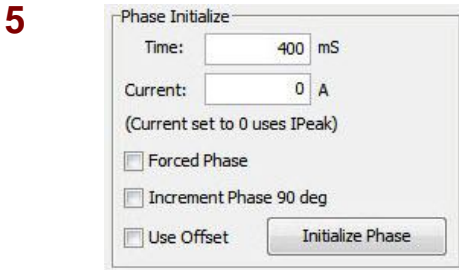 5
Phase Initialize
Time: 400 mS
Current: 0 A
(Current set to 0 uses IPeak)
Forced Phase
Increment Phase 90 deg
Use Offset Initialize Phase